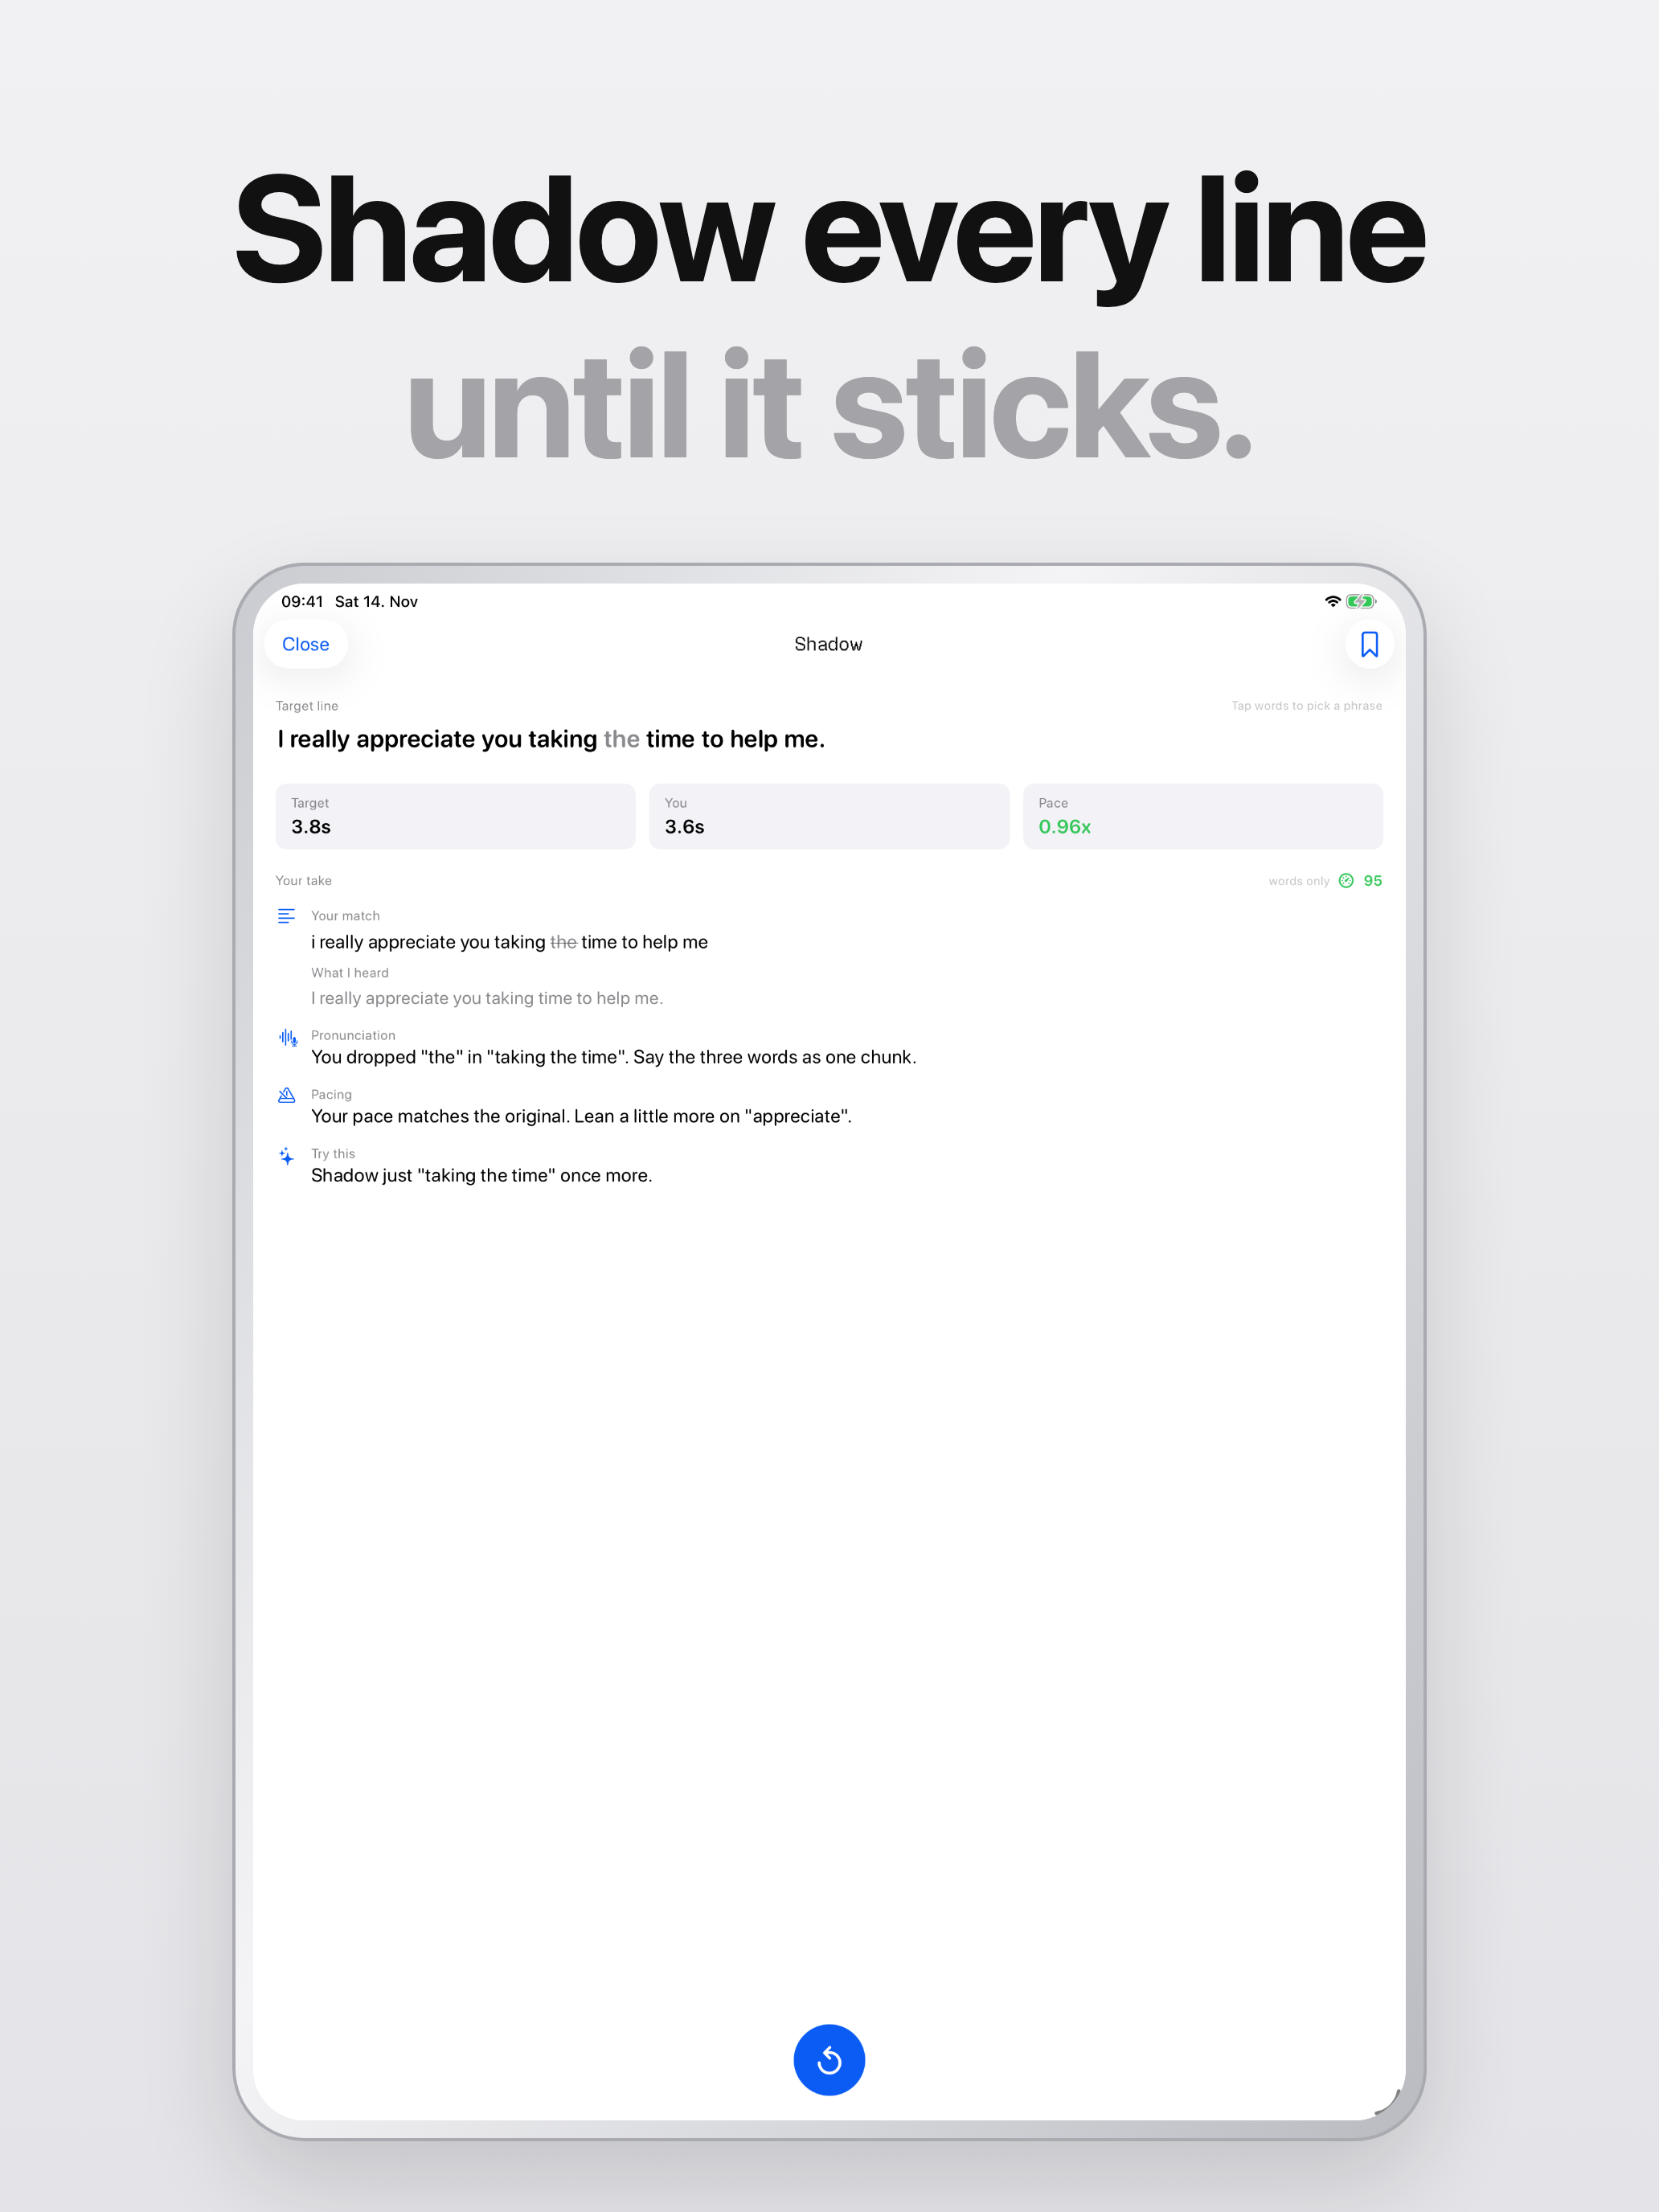 Shadow every line
until it sticks.
09:41 Sat 14. Nov
Close
Shadow
Target line
Tap words to pick a phrase
I really appreciate you taking the time to help me.
Target
You
Pace
3.8s
3.6s
0.96x
Your take
words only 95
Your match
i really appreciate you taking the time to help me
What I heard
I really appreciate you taking time to help me.
Pronunciation
You dropped "the" in "taking the time". Say the three words as one chunk.
Pacing
Your pace matches the original. Lean a little more on "appreciate".
Try this
Shadow just "taking the time" once more.